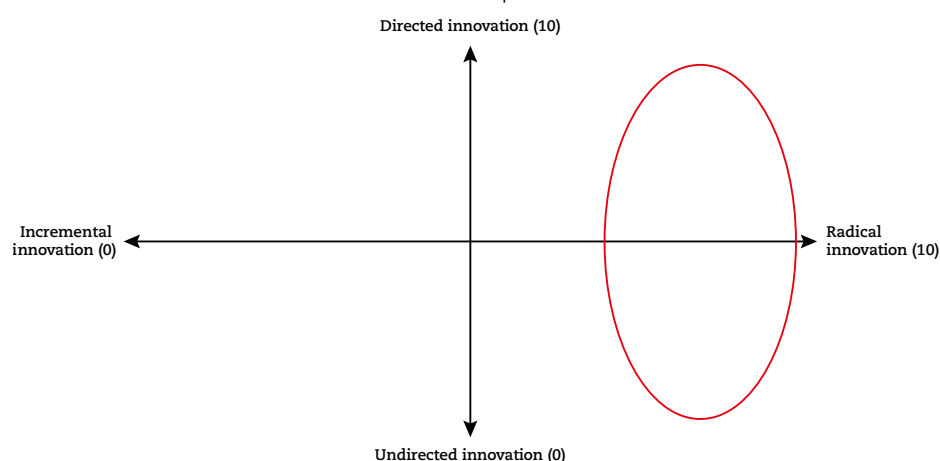 Directed innovation (10)
Incremental
innovation (0)
Radical
innovation (10)
Undirected innovation (0)